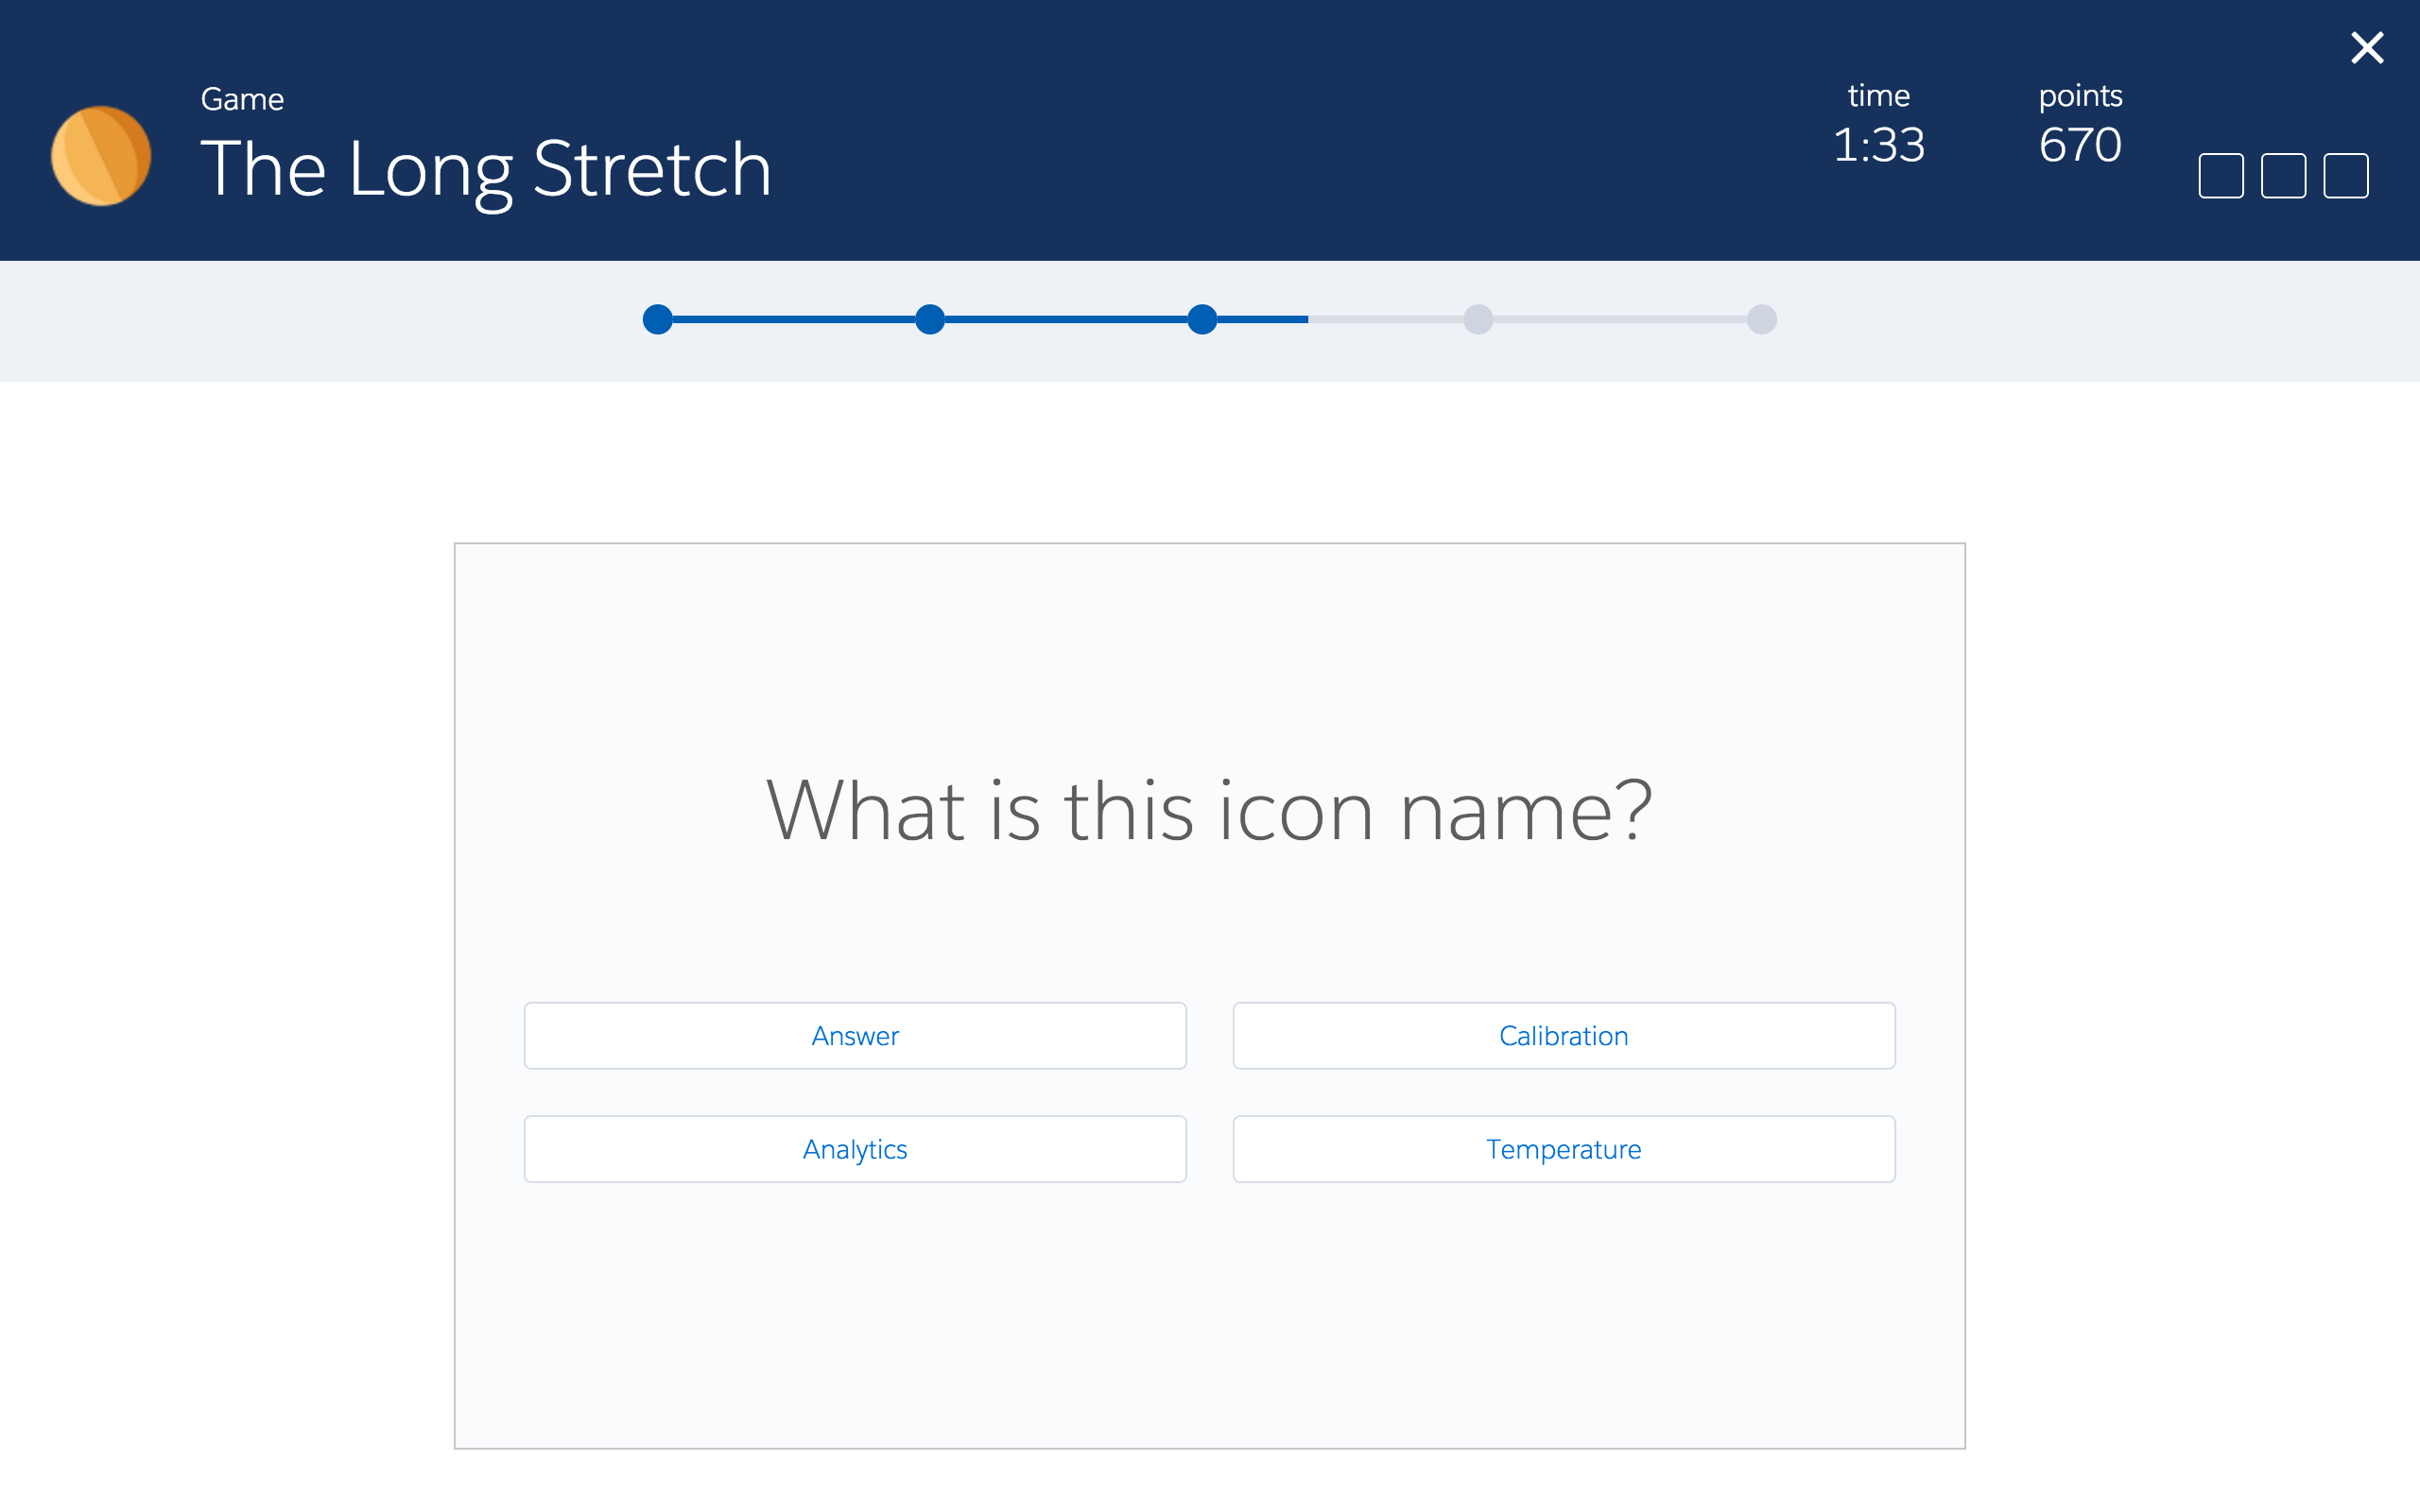 Game
The Long Stretch
time
1:33
points
670
What is this icon name?
Answer
Calibration
Analytics
Temperature